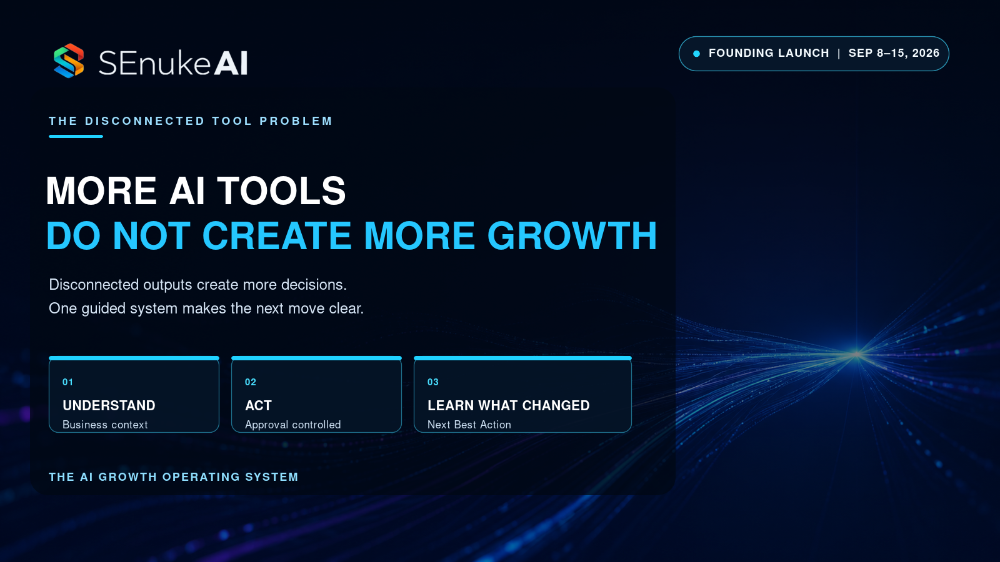 SEnukeAI
FOUNDING LAUNCH | SEP 8–15, 2026
THE DISCONNECTED TOOL PROBLEM
MORE AI TOOLS
DO NOT CREATE MORE GROWTH
Disconnected outputs create more decisions.
One guided system makes the next move clear.
01
UNDERSTAND
Business context
02
ACT
Approval controlled
03
LEARN WHAT CHANGED
Next Best Action
THE AI GROWTH OPERATING SYSTEM